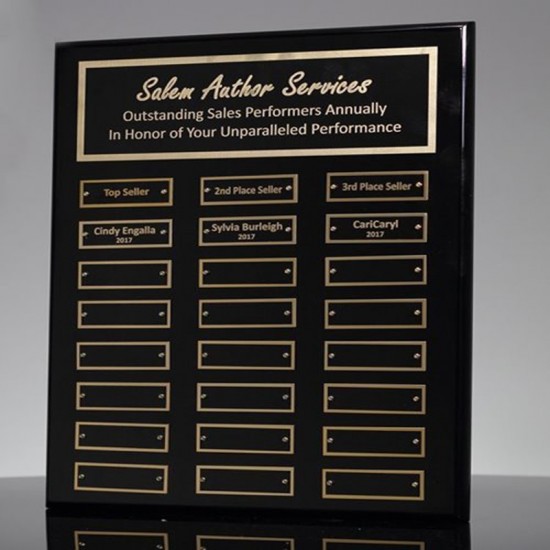 Salem Author Services
Outstanding Sales Performers Annually
In Honor of Your Unparalleled Performance
Top Seller
2nd Place Seller
3rd Place Seller
Cindy Engalla
2017
Sylvia Burleigh
2017
CariCaryl
2017